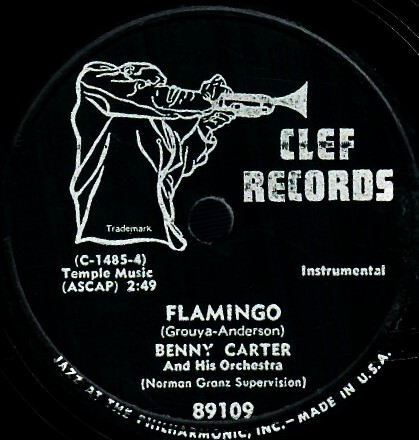 CLEF
RECORDS
Trademark
(C-1485-4)
Temple Music
(ASCAP) 2:49
Instrumental
FLAMINGO
(Grouya-Anderson)
BENNY CARTER
And His Orchestra
(Norman Granz Supervision)
89109
JAZZ AT THE PHILHARMONIC, INC.—MADE IN U.S.A.